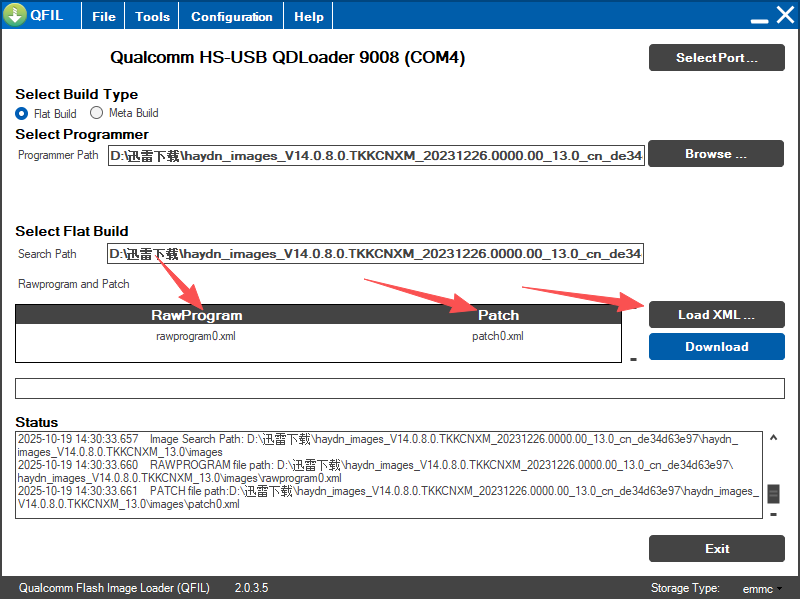 QFIL File Tools Configuration Help
Qualcomm HS-USB QDLoader 9008 (COM4)
Select Port ...
Select Build Type
Flat Build Meta Build
Select Programmer
Programmer Path D:\迅雷下载\haydn_images_V14.0.8.0.TKKCNXM_20231226.0000.00_13.0_cn_de34 Browse ...
Select Flat Build
Search Path D:\迅雷下载\haydn_images_V14.0.8.0.TKKCNXM_20231226.0000.00_13.0_cn_de34
Rawprogram and Patch
RawProgram Patch
Load XML ...
rawprogram0.xml patch0.xml
Download
Status
2025-10-19 14:30:33.657 Image Search Path: D:\迅雷下载\haydn_images_V14.0.8.0.TKKCNXM_20231226.0000.00_13.0_cn_de34d63e97\haydn_
images_V14.0.8.0.TKKCNXM_13.0\images
2025-10-19 14:30:33.660 RAWPROGRAM file path: D:\迅雷下载\haydn_images_V14.0.8.0.TKKCNXM_20231226.0000.00_13.0_cn_de34d63e97\
haydn_images_V14.0.8.0.TKKCNXM_13.0\images\rawprogram0.xml
2025-10-19 14:30:33.661 PATCH file path:D:\迅雷下载\haydn_images_V14.0.8.0.TKKCNXM_20231226.0000.00_13.0_cn_de34d63e97\haydn_images_
V14.0.8.0.TKKCNXM_13.0\images\patch0.xml
Exit
Qualcomm Flash Image Loader (QFIL) 2.0.3.5 Storage Type: emmc